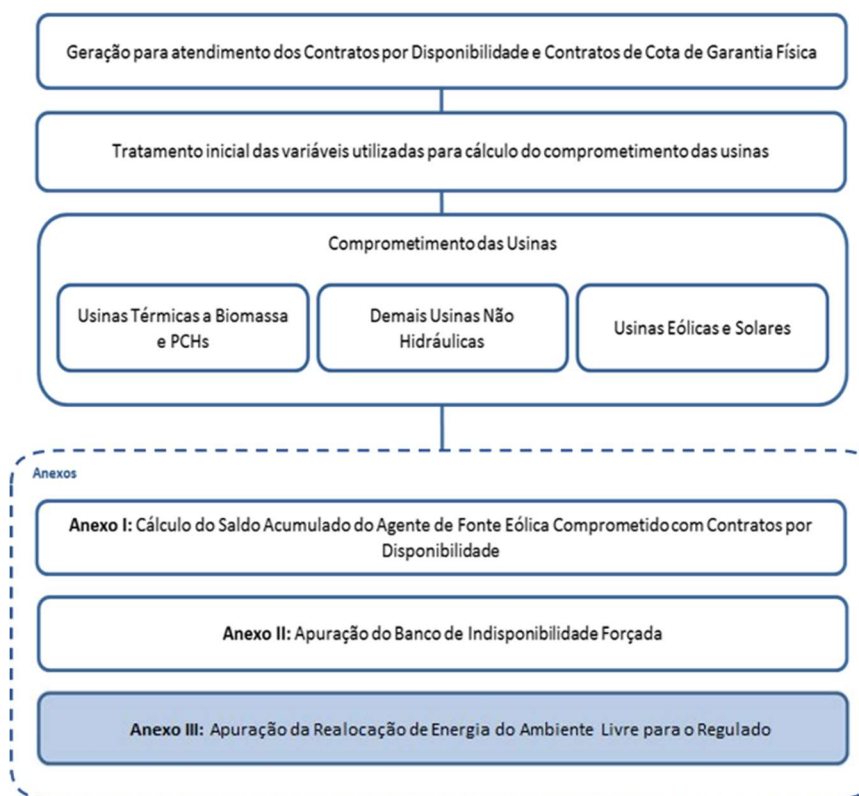 Geração para atendimento dos Contratos por Disponibilidade e Contratos de Cota de Garantia Física
Tratamento inicial das variáveis utilizadas para cálculo do comprometimento das usinas
Comprometimento das Usinas
Usinas Térmicas a Biomassa
e PCHs
Demais Usinas Não
Hidráulicas
Usinas Eólicas e Solares
Anexos
Anexo I: Cálculo do Saldo Acumulado do Agente de Fonte Eólica Comprometido com Contratos por
Disponibilidade
Anexo II: Apuração do Banco de Indisponibilidade Forçada
Anexo III: Apuração da Realocação de Energia do Ambiente Livre para o Regulado